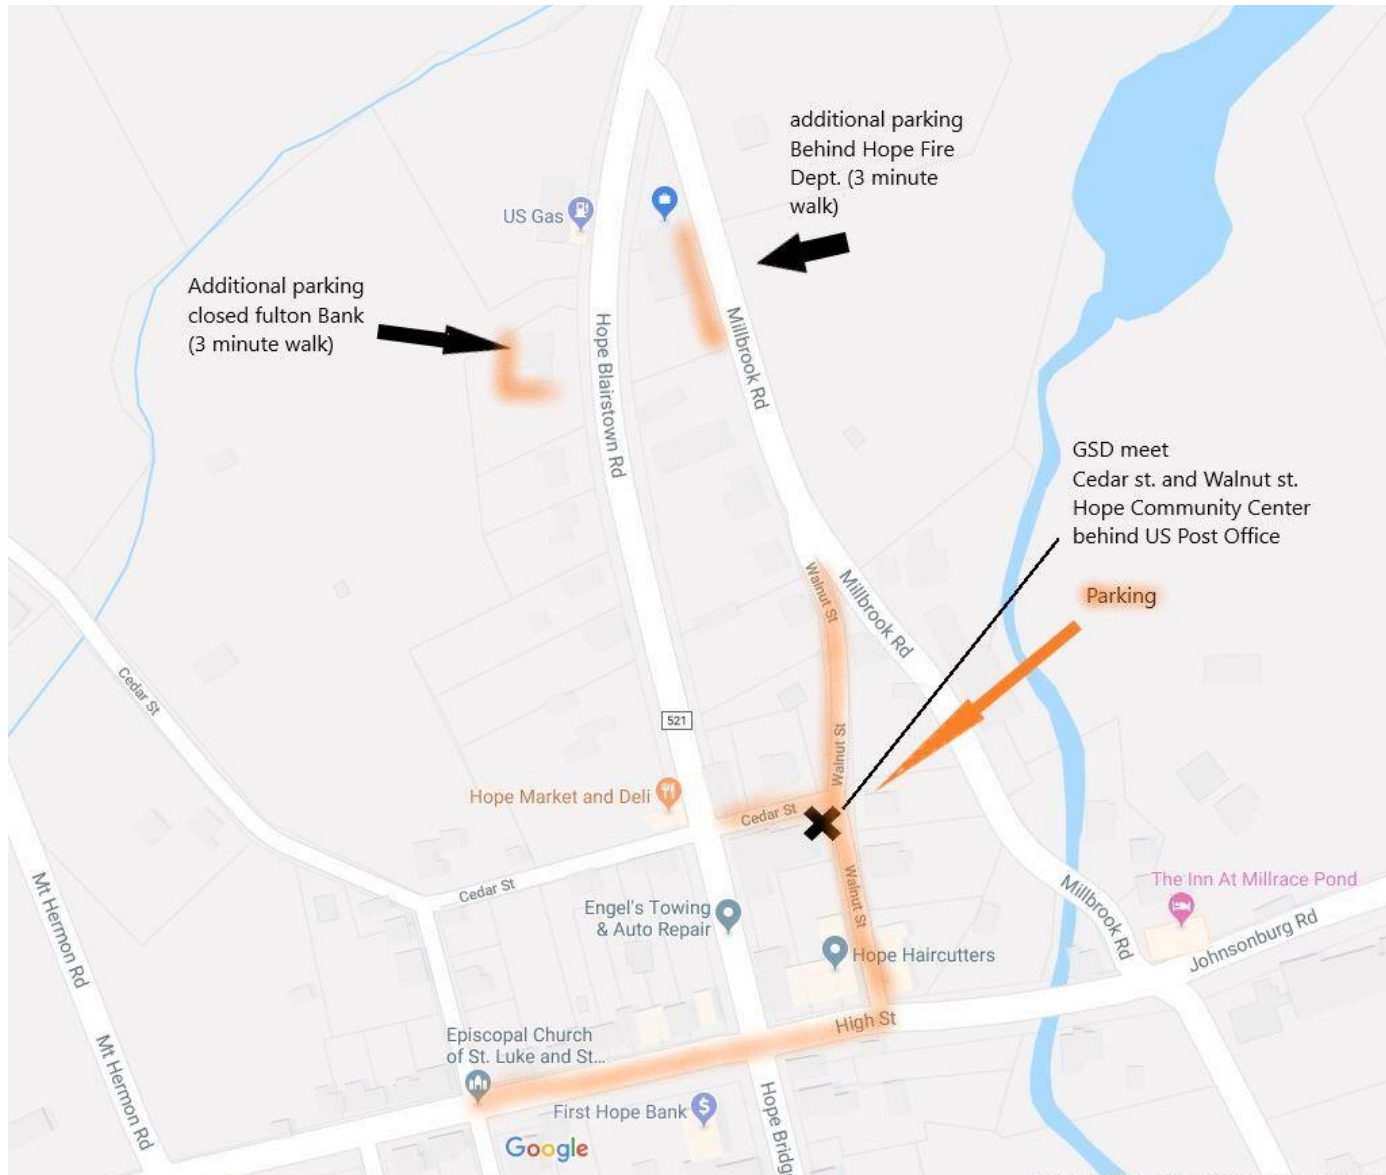 additional parking
Behind Hope Fire
Dept. (3 minute
walk)
US Gas
Additional parking
closed fulton Bank
(3 minute walk)
Hope Blairstown Rd
Millbrook Rd
GSD meet
Cedar st. and Walnut st.
Hope Community Center
behind US Post Office
Parking
Walnut St
Millbrook Rd
Cedar St
521
Walnut St
Hope Market and Deli
Cedar St
Cedar St
Walnut St
Mt Hermon Rd
Engel's Towing
& Auto Repair
Hope Haircutters
Millbrook Rd
The Inn At Millrace Pond
Johnsonburg Rd
High St
Mt Hermon Rd
Episcopal Church
of St. Luke and St...
First Hope Bank
Hope Bridg
Google